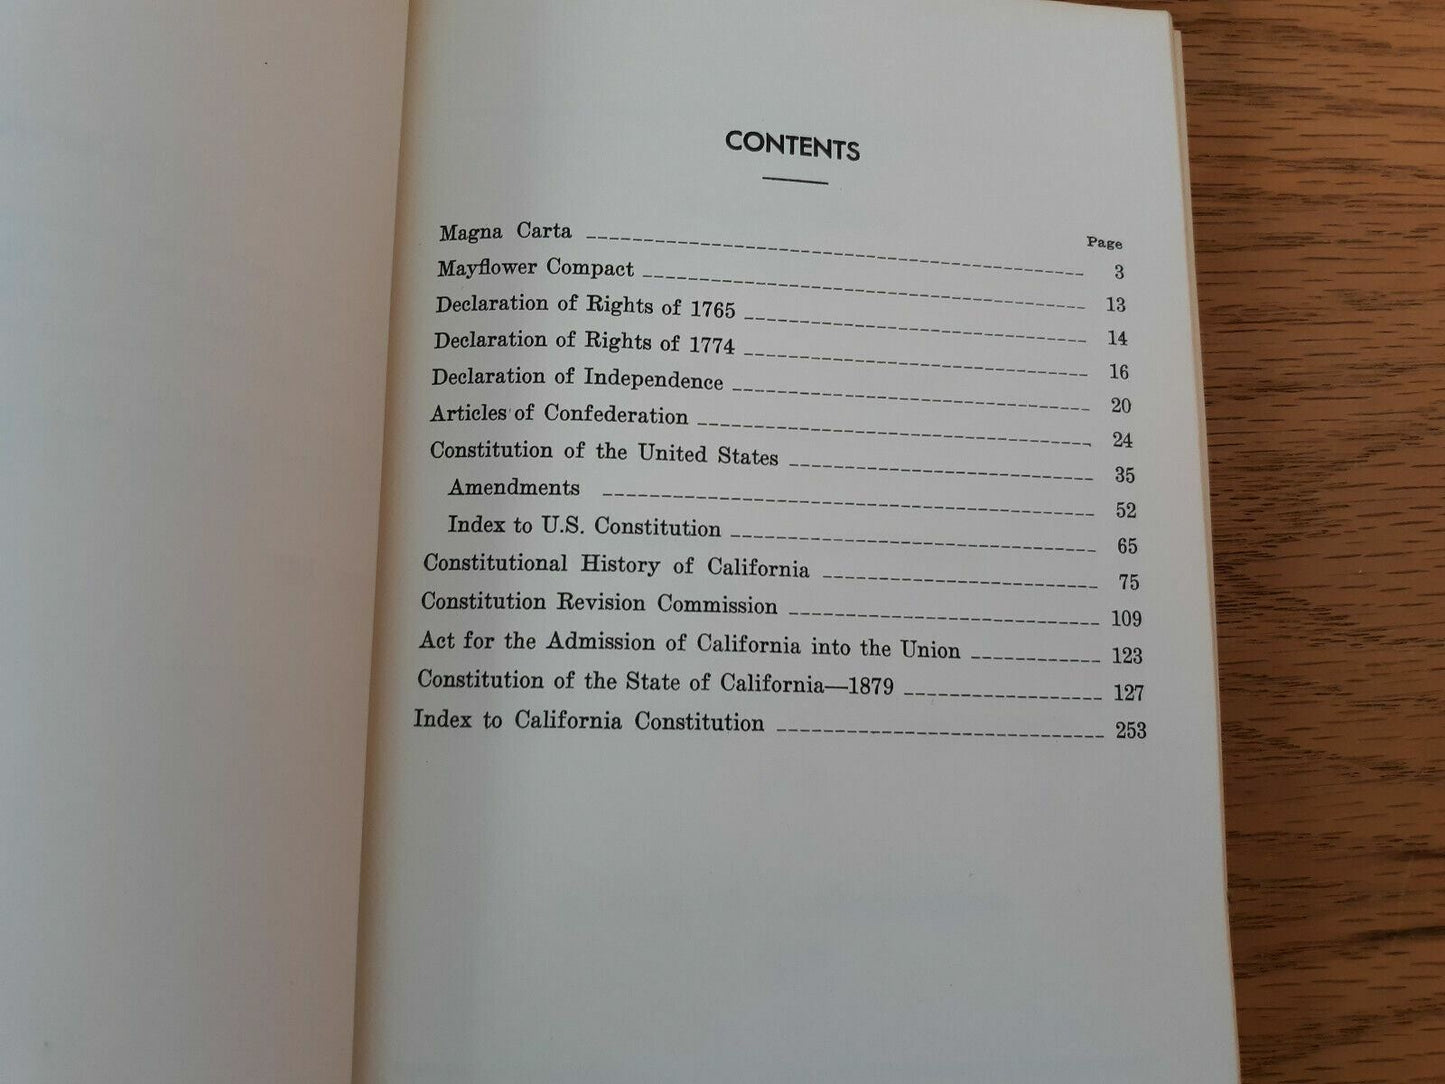 CONTENTS
Page
Magna Carta 3
Mayflower Compact 13
Declaration of Rights of 1765 14
Declaration of Rights of 1774 16
Declaration of Independence 20
Articles of Confederation 24
Constitution of the United States 35
Amendments 52
Index to U.S. Constitution 65
Constitutional History of California 75
Constitution Revision Commission 109
Act for the Admission of California into the Union 123
Constitution of the State of California—1879 127
Index to California Constitution 253